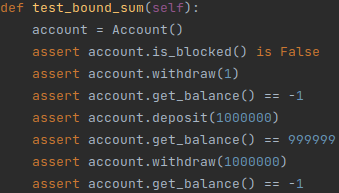 def test_bound_sum(self):
    account = Account()
    assert account.is_blocked() is False
    assert account.withdraw(1)
    assert account.get_balance() == -1
    assert account.deposit(1000000)
    assert account.get_balance() == 999999
    assert account.withdraw(1000000)
    assert account.get_balance() == -1